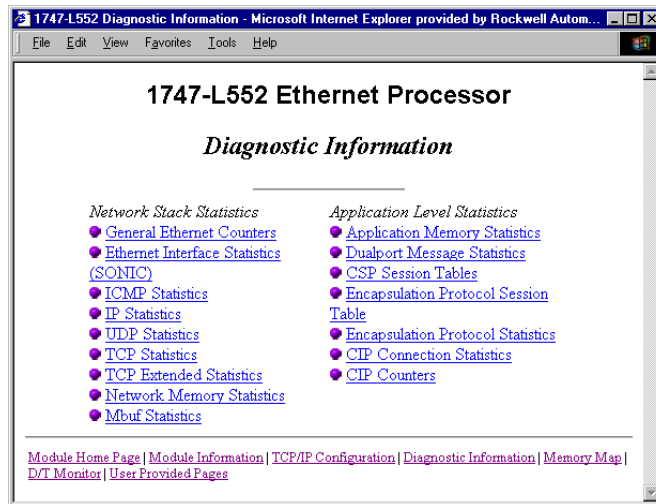 1747-L552 Diagnostic Information - Microsoft Internet Explorer provided by Rockwell Autom...
File Edit View Favorites Tools Help
1747-L552 Ethernet Processor
Diagnostic Information
Network Stack Statistics
General Ethernet Counters
Ethernet Interface Statistics
(SONIC)
ICMP Statistics
IP Statistics
UDP Statistics
TCP Statistics
TCP Extended Statistics
Network Memory Statistics
Mbuf Statistics
Application Level Statistics
Application Memory Statistics
Dualport Message Statistics
CSP Session Tables
Encapsulation Protocol Session
Table
Encapsulation Protocol Statistics
CIP Connection Statistics
CIP Counters
Module Home Page | Module Information | TCP/IP Configuration | Diagnostic Information | Memory Map |
D/T Monitor | User Provided Pages